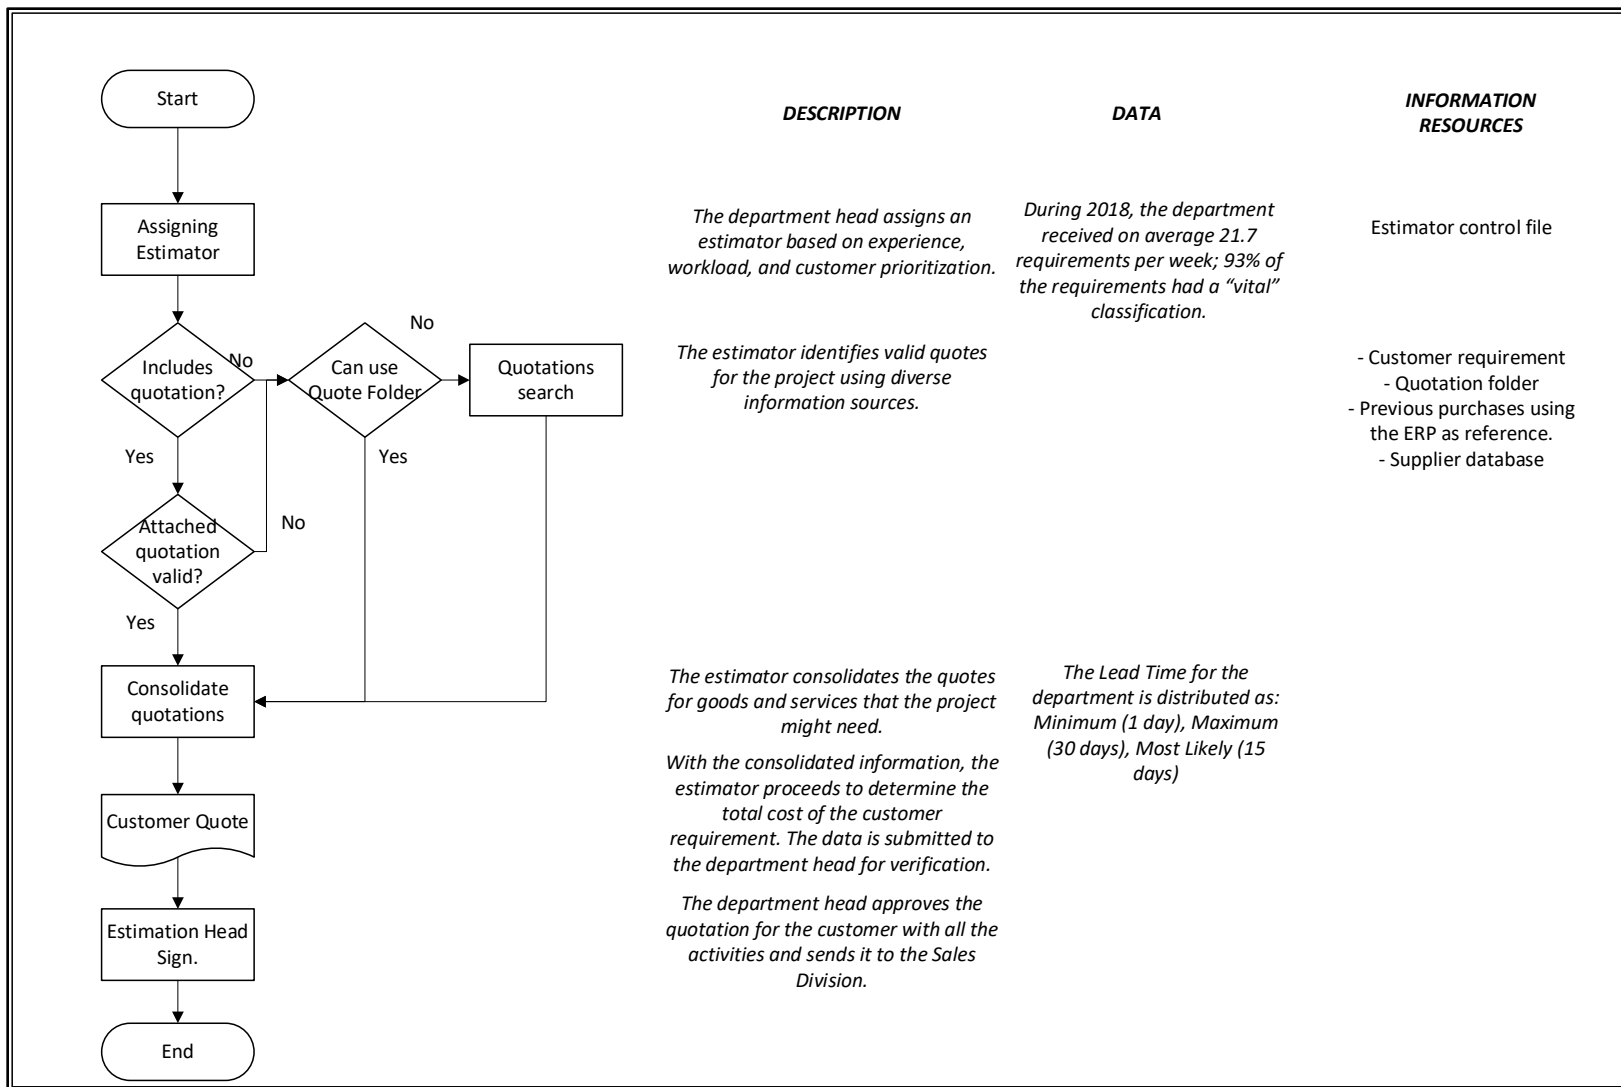 Start
DESCRIPTION
DATA
INFORMATION
RESOURCES
Assigning
Estimator
The department head assigns an
estimator based on experience,
workload, and customer prioritization.
During 2018, the department
received on average 21.7
requirements per week; 93% of
the requirements had a “vital”
classification.
Estimator control file
Includes
quotation?
No
Can use
Quote Folder
No
Quotations
search
The estimator identifies valid quotes
for the project using diverse
information sources.
- Customer requirement
- Quotation folder
- Previous purchases using
the ERP as reference.
- Supplier database
Yes
Yes
Attached
quotation
valid?
No
Yes
Consolidate
quotations
The estimator consolidates the quotes
for goods and services that the project
might need.
The Lead Time for the
department is distributed as:
Minimum (1 day), Maximum
(30 days), Most Likely (15
days)
Customer Quote
With the consolidated information, the
estimator proceeds to determine the
total cost of the customer
requirement. The data is submitted to
the department head for verification.
Estimation Head
Sign.
The department head approves the
quotation for the customer with all the
activities and sends it to the Sales
Division.
End